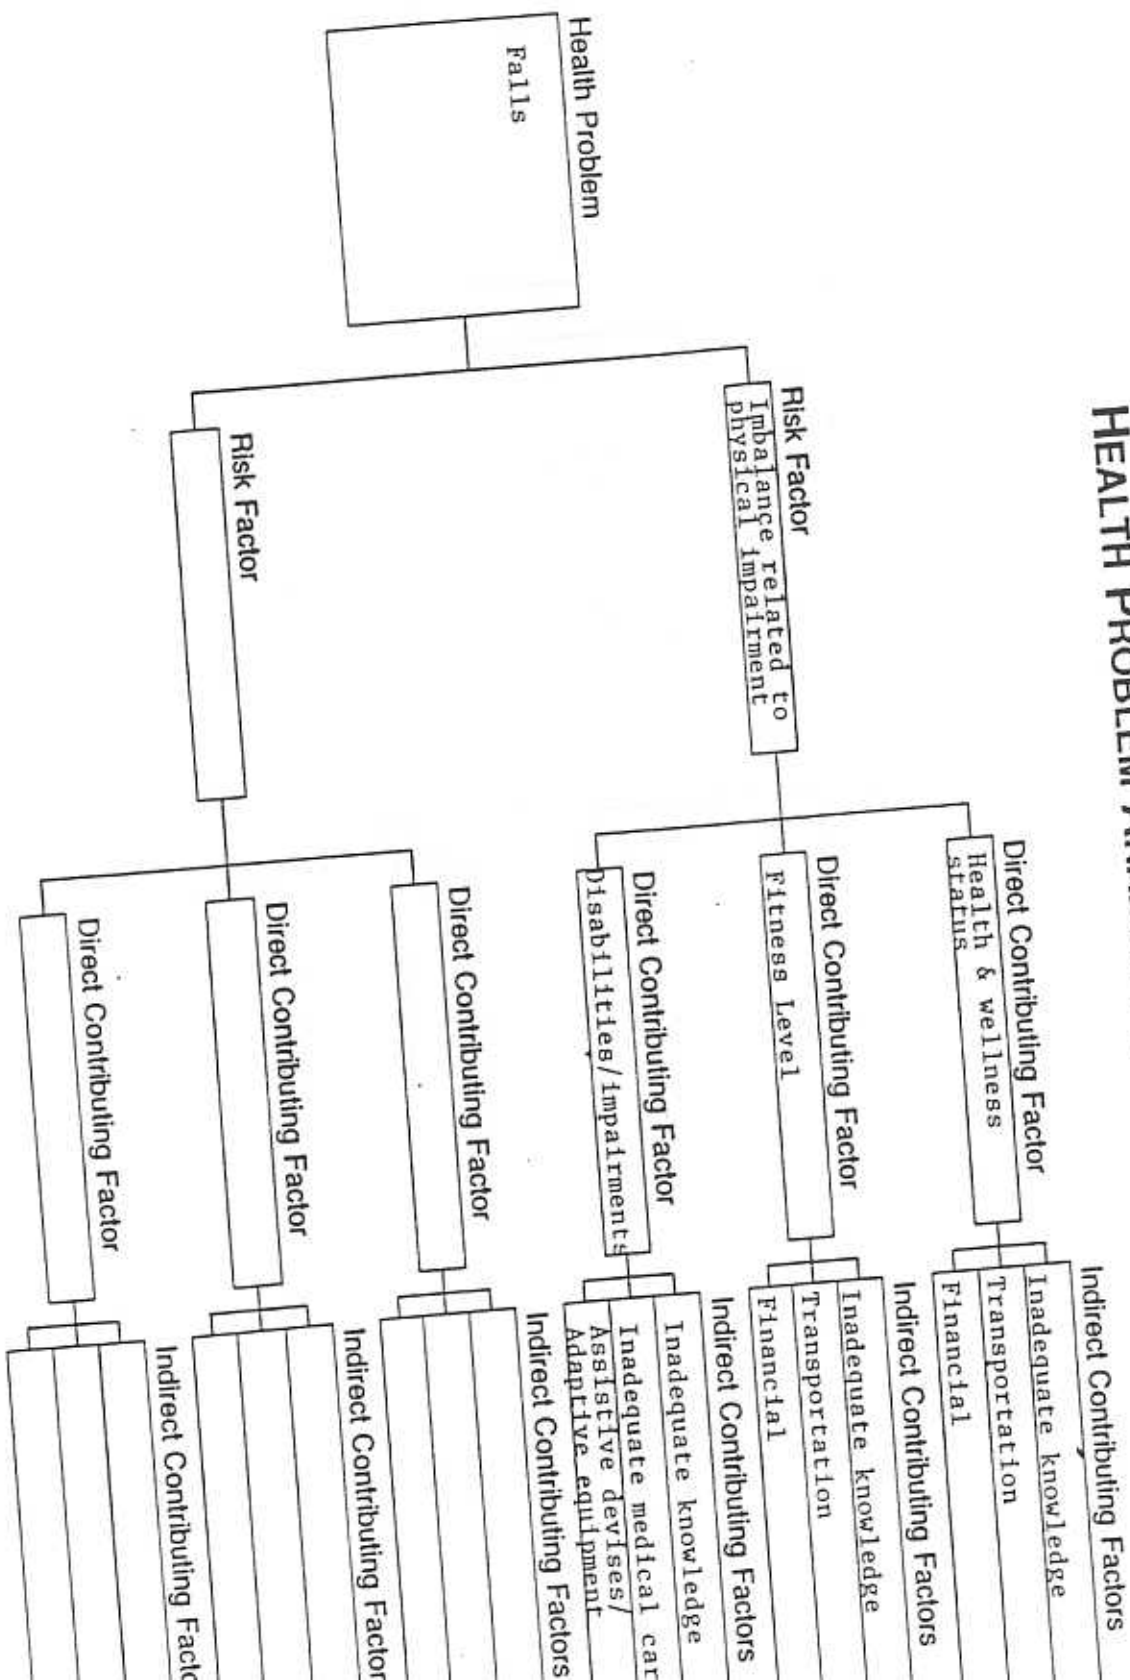 HEALTH PROBLEM
Health Problem
Falls
Risk Factor
Imbalance related to
physical impairment
Direct Contributing Factor
Health & wellness
status
Indirect Contributing Factors
Inadequate knowledge
Transportation
Financial
Direct Contributing Factor
Fitness Level
Indirect Contributing Factors
Inadequate knowledge
Transportation
Financial
Direct Contributing Factor
Disabilities/impairments
Indirect Contributing Factors
Inadequate knowledge
Inadequate medical car
Assistive devises/
Adaptive equipment
Risk Factor
Direct Contributing Factor
Indirect Contributing Factors
Direct Contributing Factor
Indirect Contributing Factor
Direct Contributing Factor
Indirect Contributing Facto